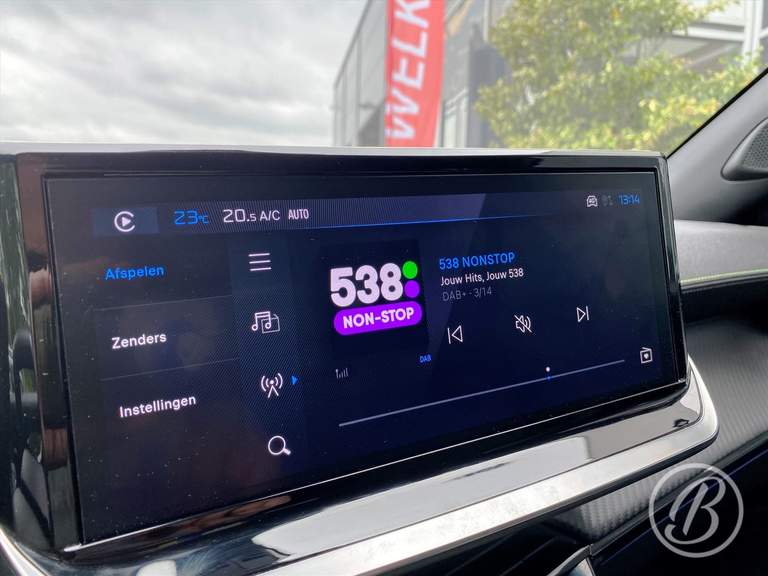 WELK
23°C 20.5 A/C AUTO 13:14
Afspelen
Zenders
Instellingen
538
NON-STOP
538 NONSTOP
Jouw Hits, Jouw 538
DAB+ - 3/14
DAB
B